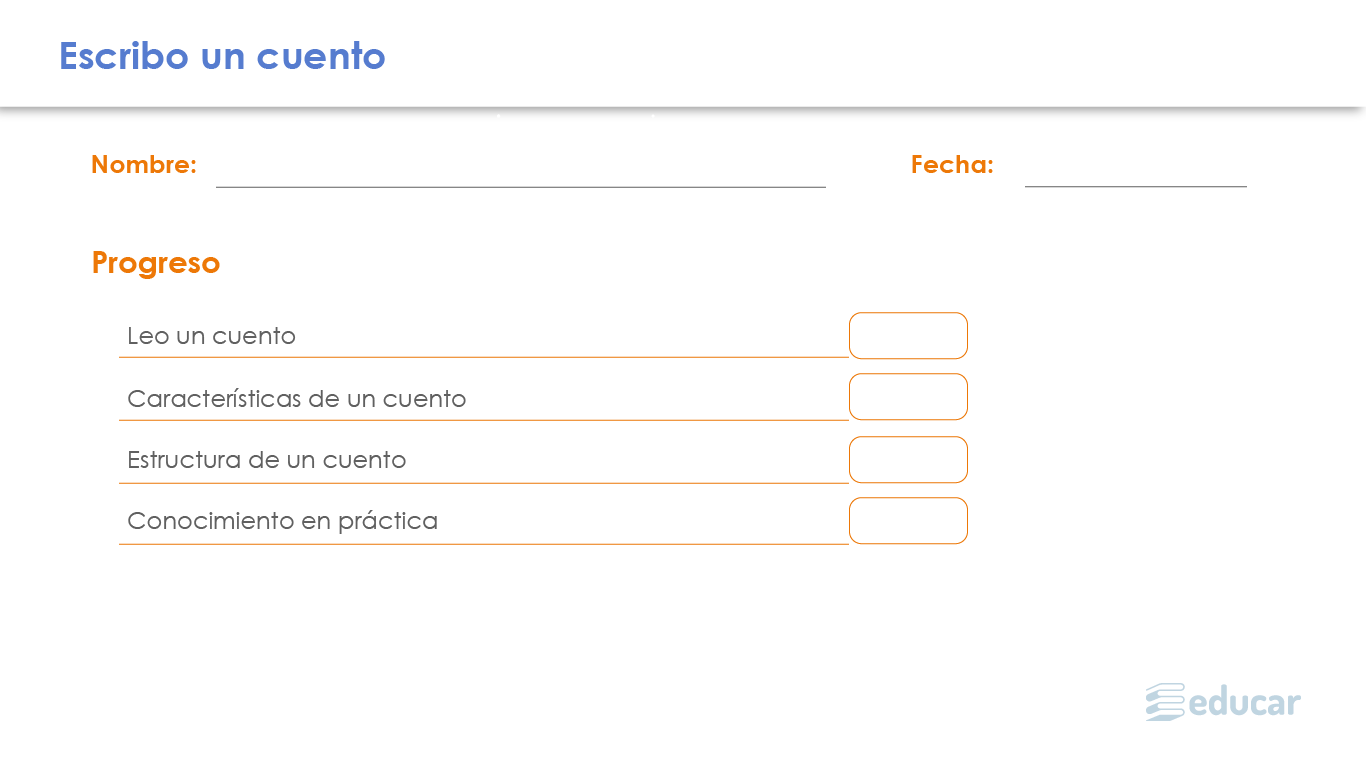 Escribo un cuento
Nombre: Fecha:
Progreso
Leo un cuento
Características de un cuento
Estructura de un cuento
Conocimiento en práctica
educar